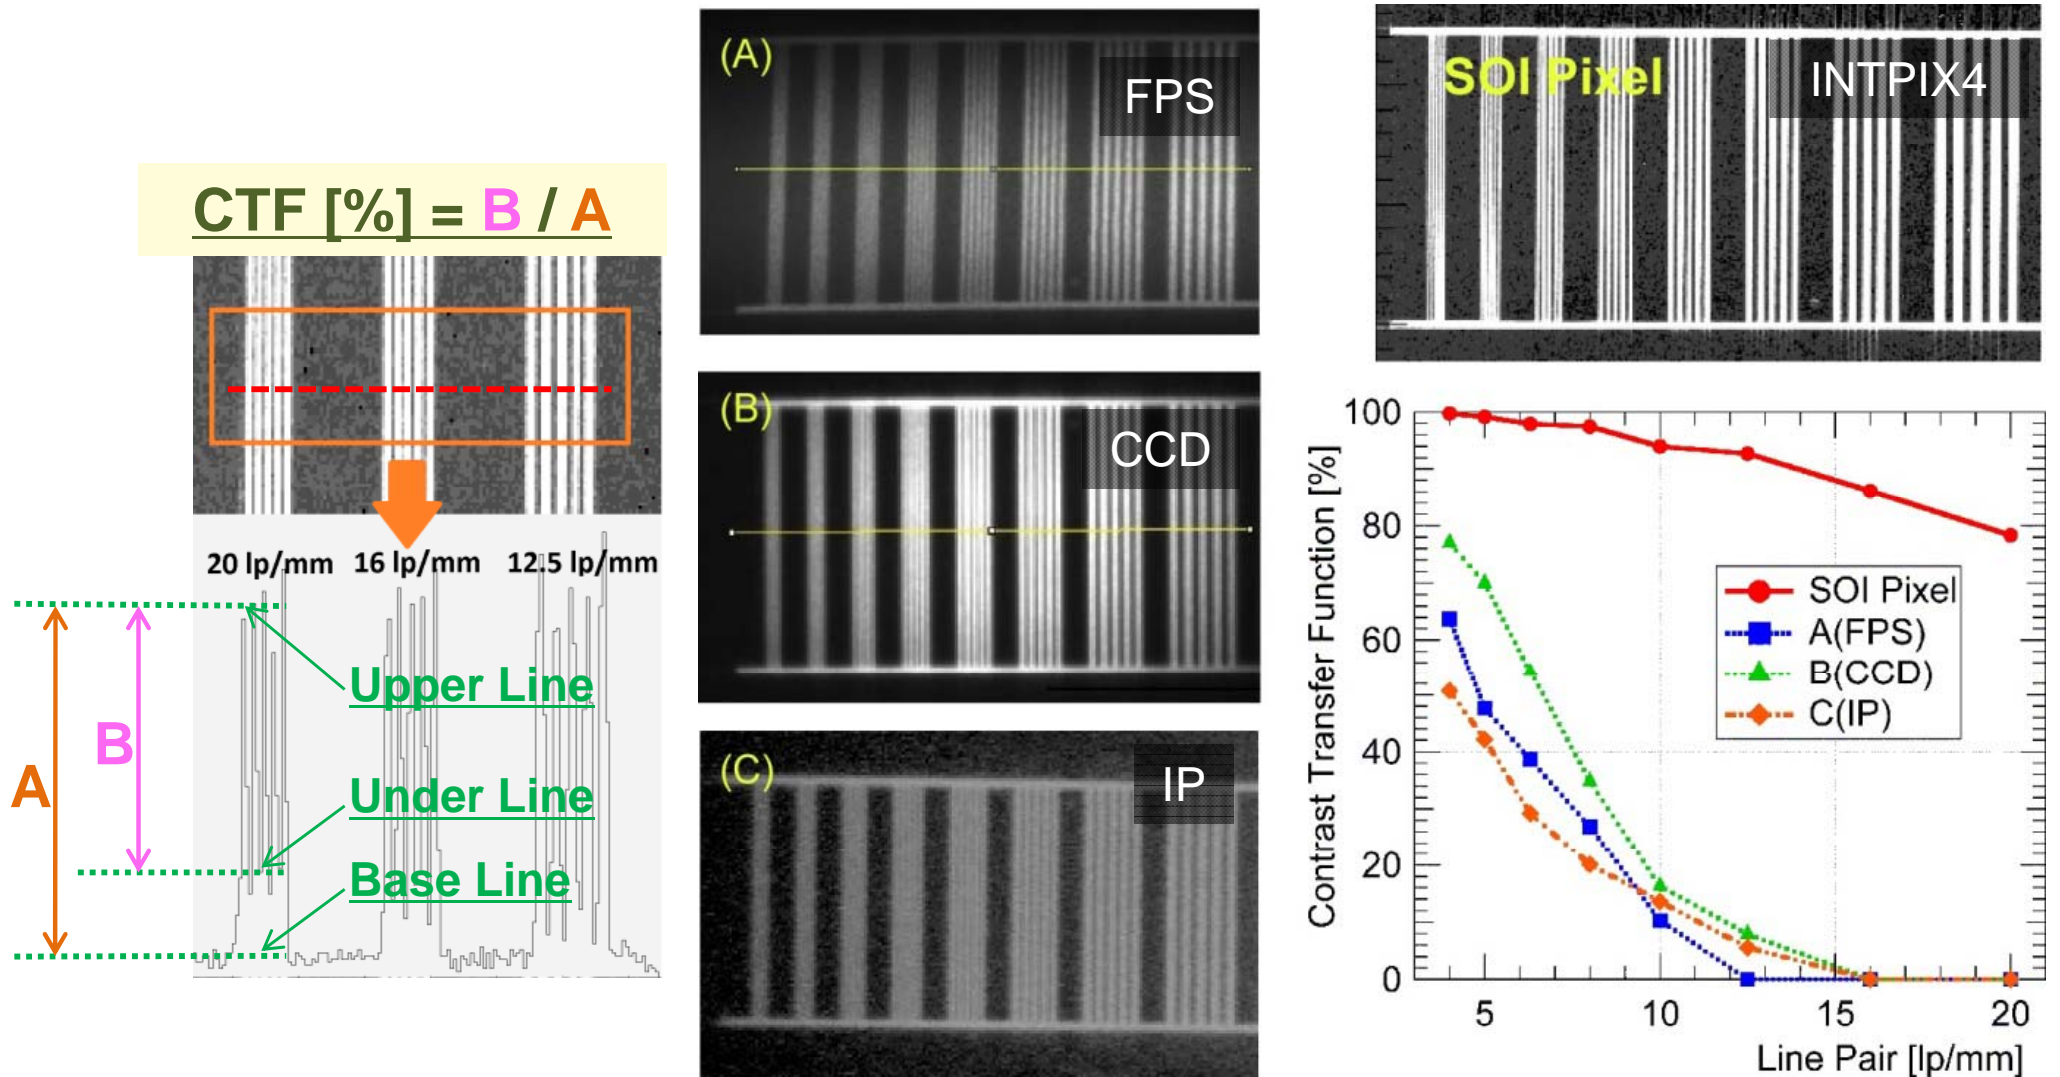 CTF [%] = B / A
20 lp/mm 16 lp/mm 12.5 lp/mm
Upper Line
B
A
Under Line
Base Line
(A)
FPS
(B)
CCD
(C)
IP
SOI Pixel
INTPIX4
Contrast Transfer Function [%]
100
80
60
40
20
0
SOI Pixel
A(FPS)
B(CCD)
C(IP)
5 10 15 20
Line Pair [lp/mm]